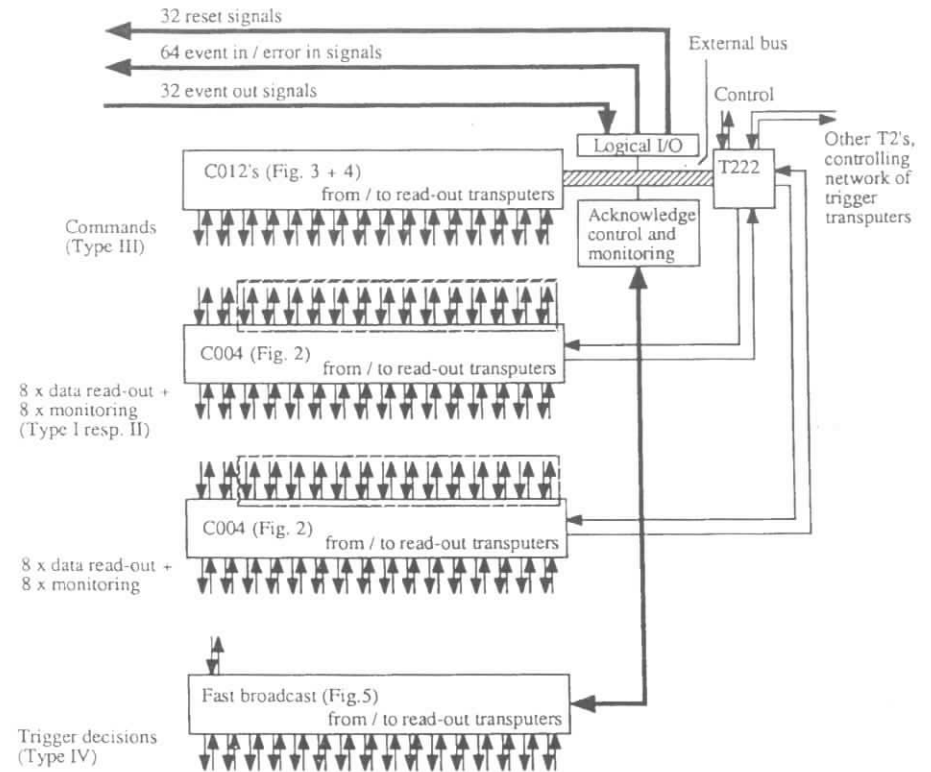 32 reset signals
64 event in / error in signals
32 event out signals
External bus
Control
Logical I/O
T222
Other T2's,
controlling
network of
trigger
transputers
C012's (Fig. 3 + 4)
from / to read-out transputers
Acknowledge
control and
monitoring
Commands
(Type III)
C004 (Fig. 2)
from / to read-out transputers
8 x data read-out +
8 x monitoring
(Type I resp. II)
C004 (Fig. 2)
from / to read-out transputers
8 x data read-out +
8 x monitoring
Fast broadcast (Fig.5)
from / to read-out transputers
Trigger decisions
(Type IV)